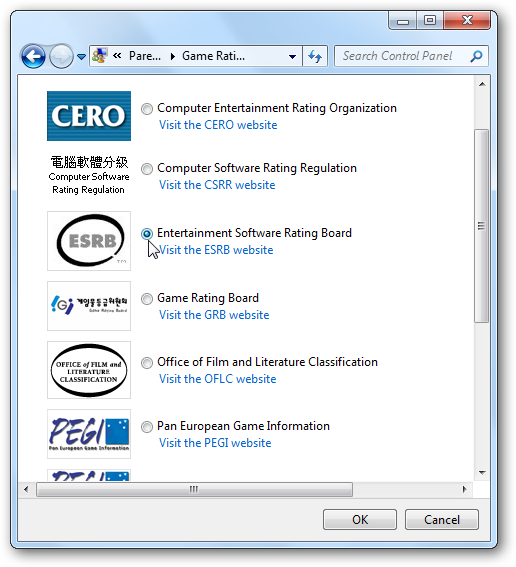 « Pare... Game Rati... Search Control Panel
CERO
Computer Entertainment Rating Organization
Visit the CERO website
電腦軟體分級
Computer Software
Rating Regulation
Computer Software Rating Regulation
Visit the CSRR website
ESRB
TM
Entertainment Software Rating Board
Visit the ESRB website
게임물등급위원회
Game Rating Board
Game Rating Board
Visit the GRB website
OFFICE OF FILM AND
LITERATURE
CLASSIFICATION
Office of Film and Literature Classification
Visit the OFLC website
PEGI
Pan European Game Information
Pan European Game Information
Visit the PEGI website
OK
Cancel